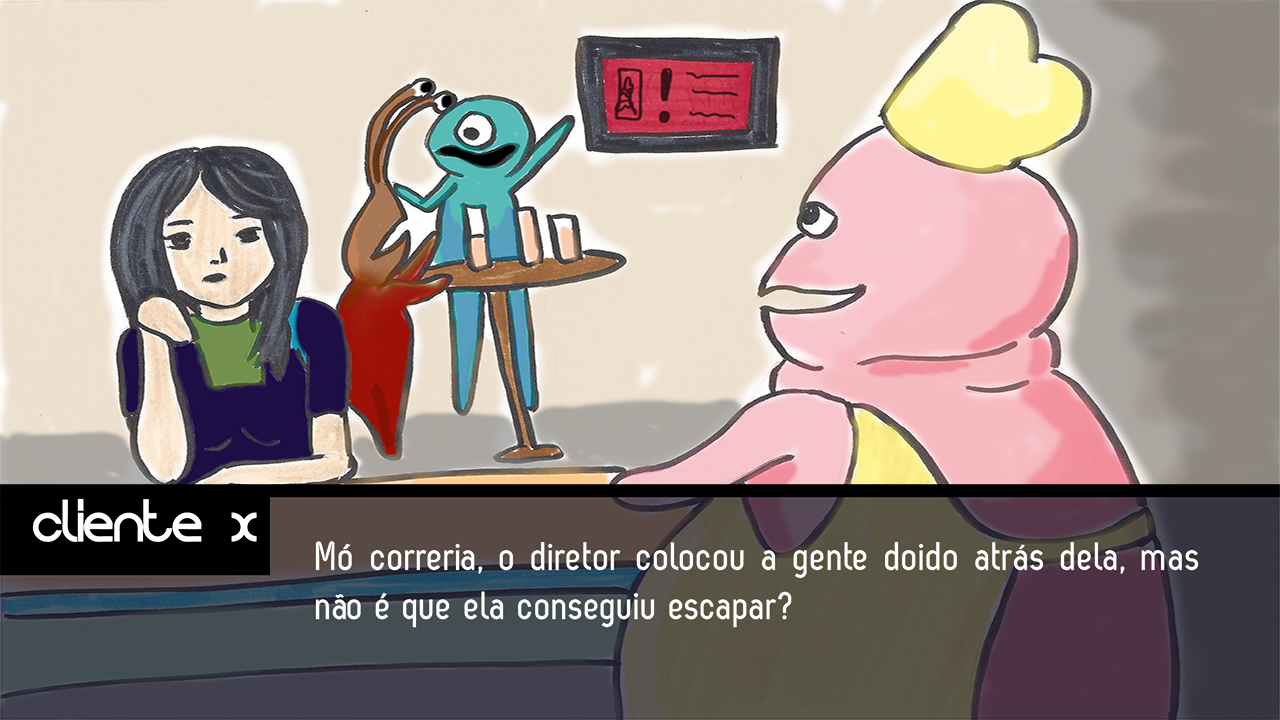 !
cliente x
Mó correria, o diretor colocou a gente doido atrás dela, mas
não é que ela conseguiu escapar?